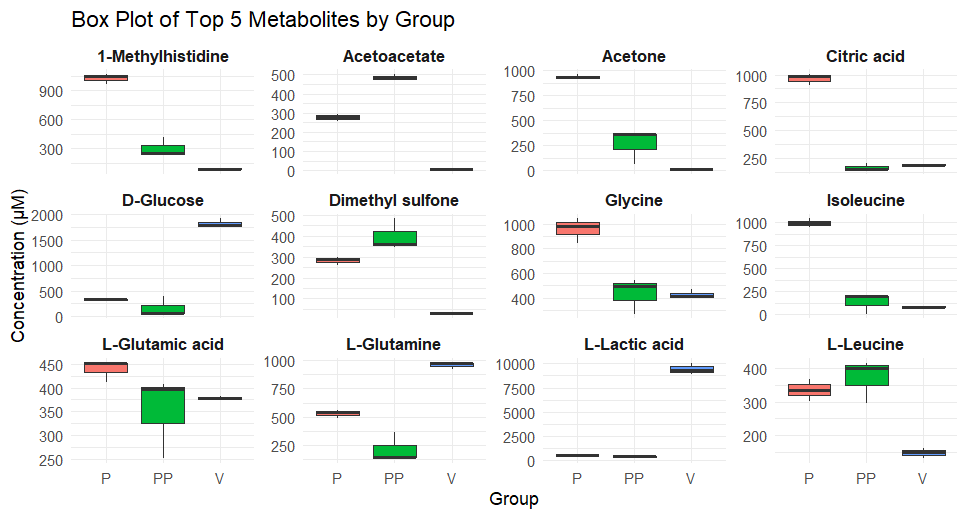 Box Plot of Top 5 Metabolites by Group
Concentration (µM)
1-Methylhistidine
900
300
Acetoacetate
500
400
300
200
100
0
Acetone
1000
750
500
250
0
Citric acid
1000
750
500
250
D-Glucose
2000
1500
1000
500
0
Dimethyl sulfone
500
400
300
200
100
Glycine
1000
800
600
400
Isoleucine
1000
750
500
250
0
L-Glutamic acid
450
400
350
300
250
P PP V
L-Glutamine
1000
750
500
250
P PP V
L-Lactic acid
10000
7500
5000
2500
0
P PP V
L-Leucine
400
300
200
P PP V
Group